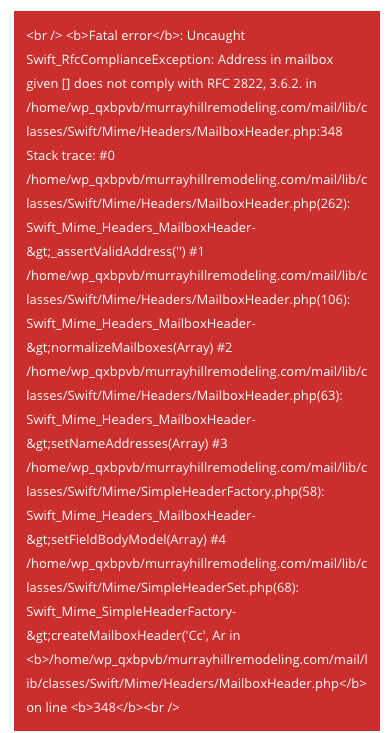 <br /> <b>Fatal error</b>: Uncaught
Swift_RfcComplianceException: Address in mailbox
given [] does not comply with RFC 2822, 3.6.2. in
/home/wp_qxbpvb/murrayhillremodeling.com/mail/lib/c
lasses/Swift/Mime/Headers/MailboxHeader.php:348
Stack trace: #0
/home/wp_qxbpvb/murrayhillremodeling.com/mail/lib/c
lasses/Swift/Mime/Headers/MailboxHeader.php(262):
Swift_Mime_Headers_MailboxHeader-
&gt;_assertValidAddress('') #1
/home/wp_qxbpvb/murrayhillremodeling.com/mail/lib/c
lasses/Swift/Mime/Headers/MailboxHeader.php(106):
Swift_Mime_Headers_MailboxHeader-
&gt;normalizeMailboxes(Array) #2
/home/wp_qxbpvb/murrayhillremodeling.com/mail/lib/c
lasses/Swift/Mime/Headers/MailboxHeader.php(63):
Swift_Mime_Headers_MailboxHeader-
&gt;setNameAddresses(Array) #3
/home/wp_qxbpvb/murrayhillremodeling.com/mail/lib/c
lasses/Swift/Mime/SimpleHeaderFactory.php(58):
Swift_Mime_Headers_MailboxHeader-
&gt;setFieldBodyModel(Array) #4
/home/wp_qxbpvb/murrayhillremodeling.com/mail/lib/c
lasses/Swift/Mime/SimpleHeaderSet.php(68):
Swift_Mime_SimpleHeaderFactory-
&gt;createMailboxHeader('Cc', Ar in
<b>/home/wp_qxbpvb/murrayhillremodeling.com/mail/l
ib/classes/Swift/Mime/Headers/MailboxHeader.php</b>
on line <b>348</b><br />